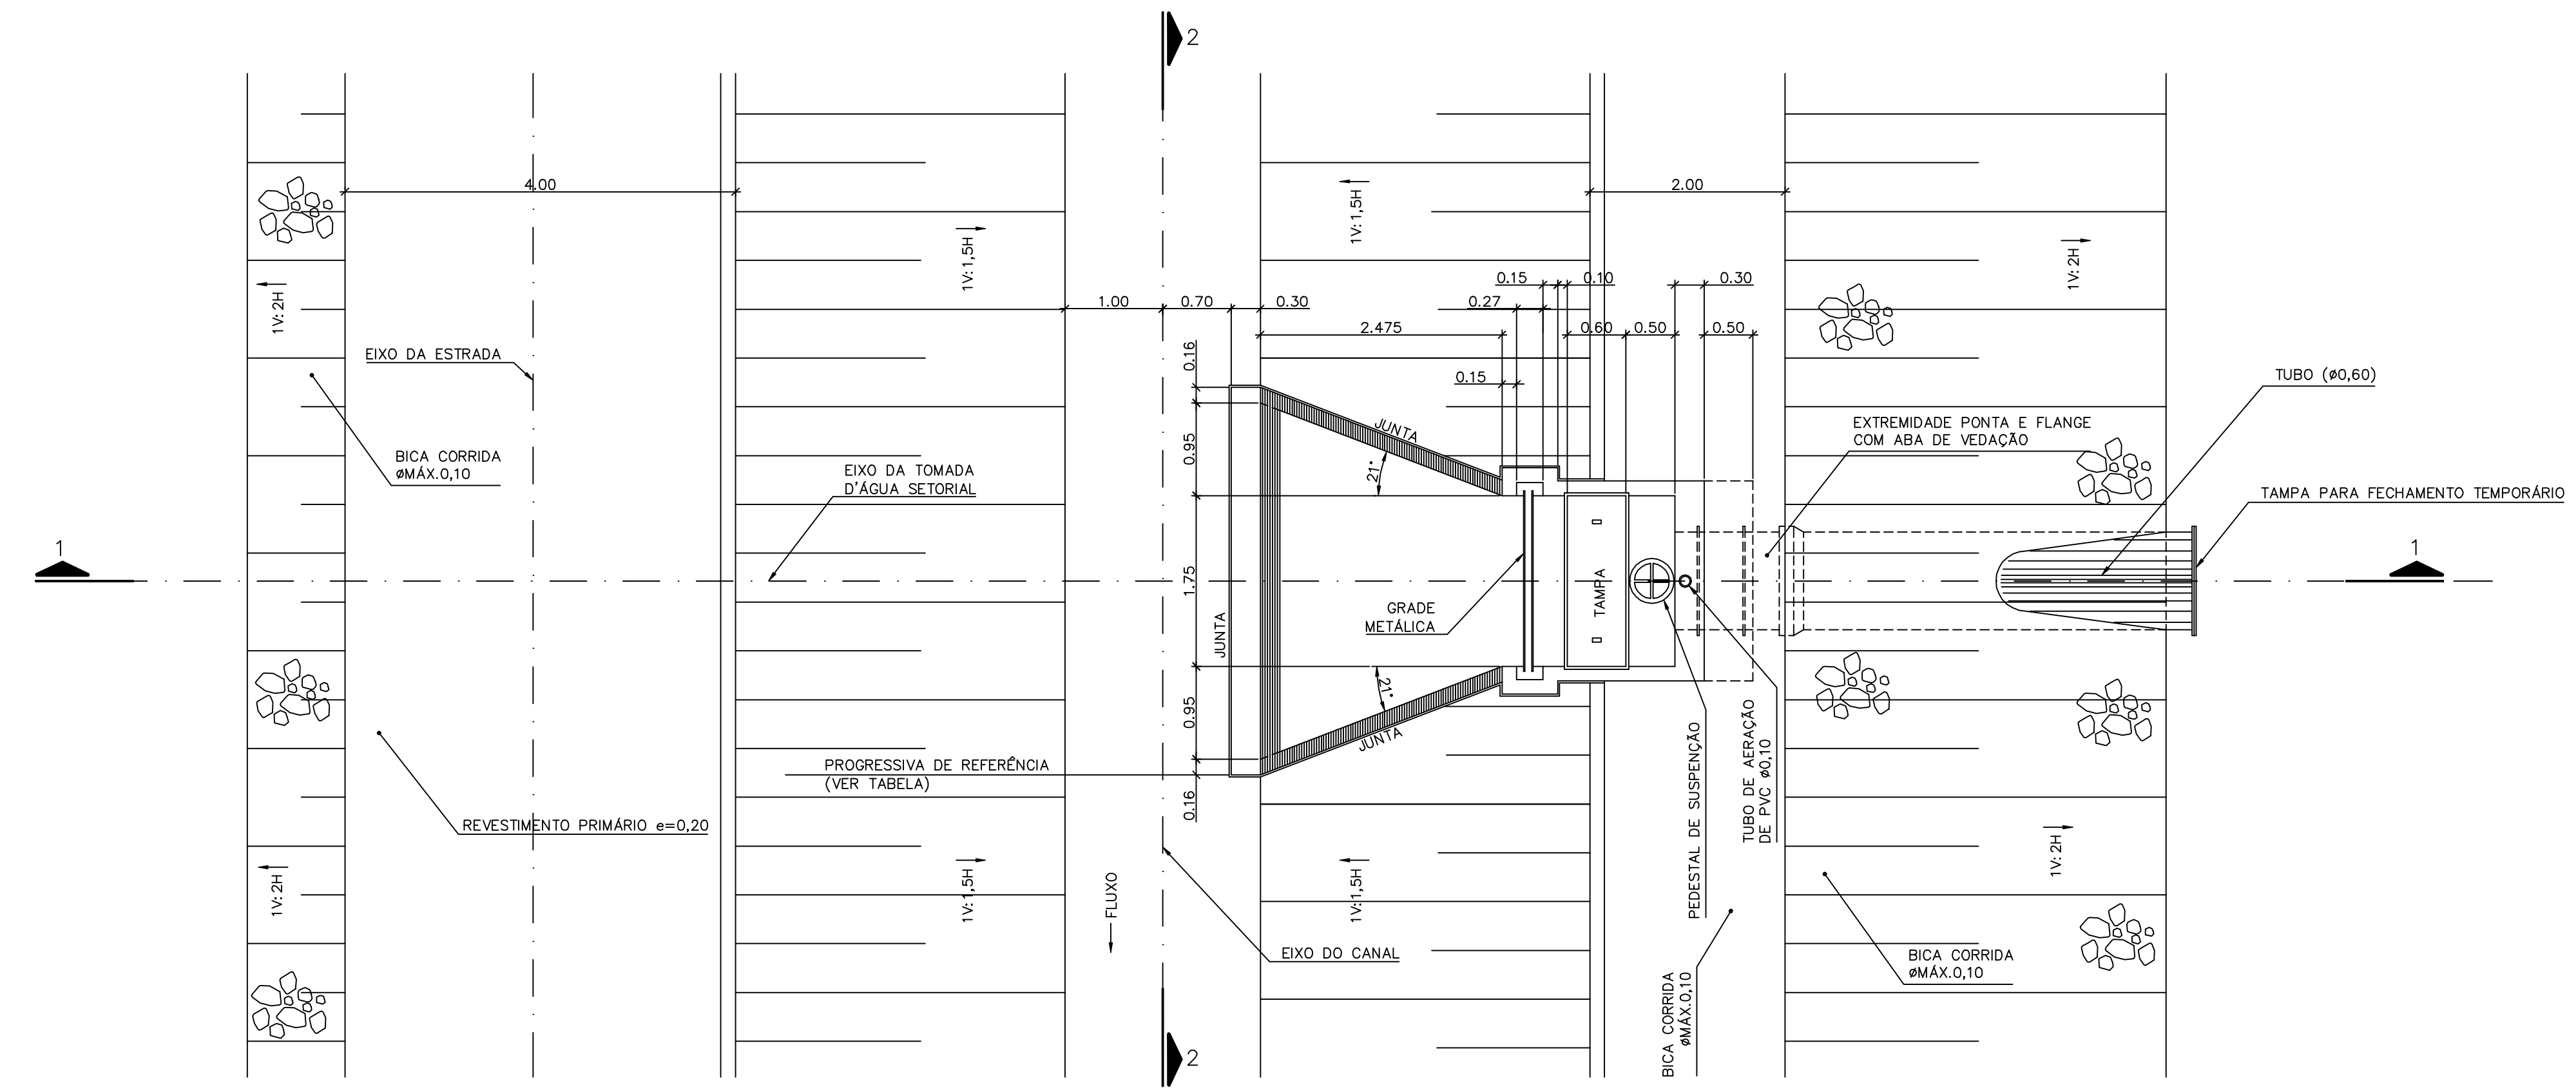 2
4.00
2.00
1V:1,5H
1V:1,5H
1V:2H
1V:2H
0.15
0.10
0.30
1.00
0.70
0.30
0.27
2.475
0.60
0.50
0.50
0.16
EIXO DA ESTRADA
0.15
TUBO (ø0,60)
JUNTA
EXTREMIDADE PONTA E FLANGE
COM ABA DE VEDAÇÃO
0.95
BICA CORRIDA
øMÁX.0,10
EIXO DA TOMADA
D'ÁGUA SETORIAL
21°
TAMPA PARA FECHAMENTO TEMPORÁRIO
1
1
1.75
TAMPA
GRADE
METÁLICA
JUNTA
21°
0.95
JUNTA
PROGRESSIVA DE REFERÊNCIA
(VER TABELA)
0.16
PEDESTAL DE SUSPENÇÃO
TUBO DE AERAÇÃO
DE PVC ø0,10
REVESTIMENTO PRIMÁRIO e=0,20
1V:2H
1V:1,5H
FLUXO
1V:1,5H
1V:2H
EIXO DO CANAL
BICA CORRIDA
øMÁX.0,10
BICA CORRIDA
øMÁX.0,10
2